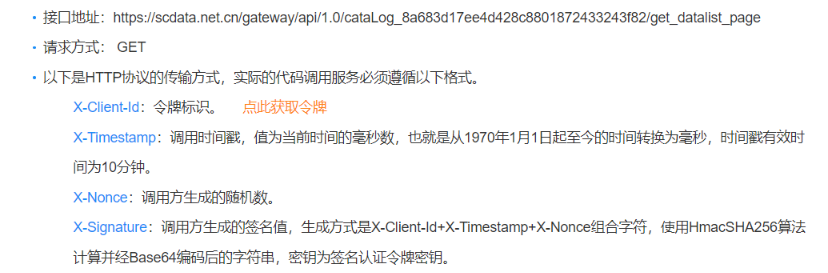 • 接口地址：https://scdata.net.cn/gateway/api/1.0/cataLog_8a683d17ee4d428c8801872433243f82/get_datalist_page
• 请求方式： GET
• 以下是HTTP协议的传输方式，实际的代码调用服务必须遵循以下格式。
X-Client-Id：令牌标识。 点此获取令牌
X-Timestamp：调用时间戳，值为当前时间的毫秒数，也就是从1970年1月1日起至今的时间转换为毫秒，时间戳有效时
间为10分钟。
X-Nonce：调用方生成的随机数。
X-Signature：调用方生成的签名值，生成方式是X-Client-Id+X-Timestamp+X-Nonce组合字符，使用HmacSHA256算法
计算并经Base64编码后的字符串，密钥为签名认证令牌密钥。